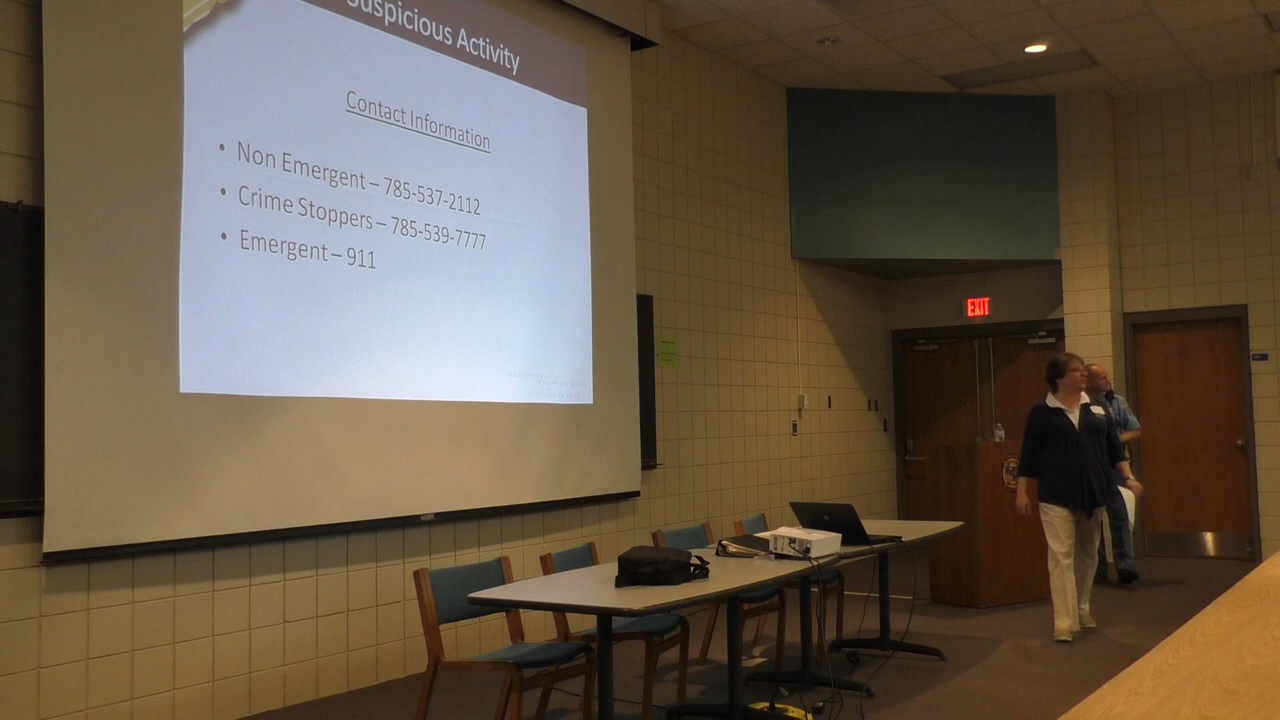 Suspicious Activity
Contact Information
• Non Emergent – 785-537-2112
• Crime Stoppers – 785-539-7777
• Emergent – 911
EXIT